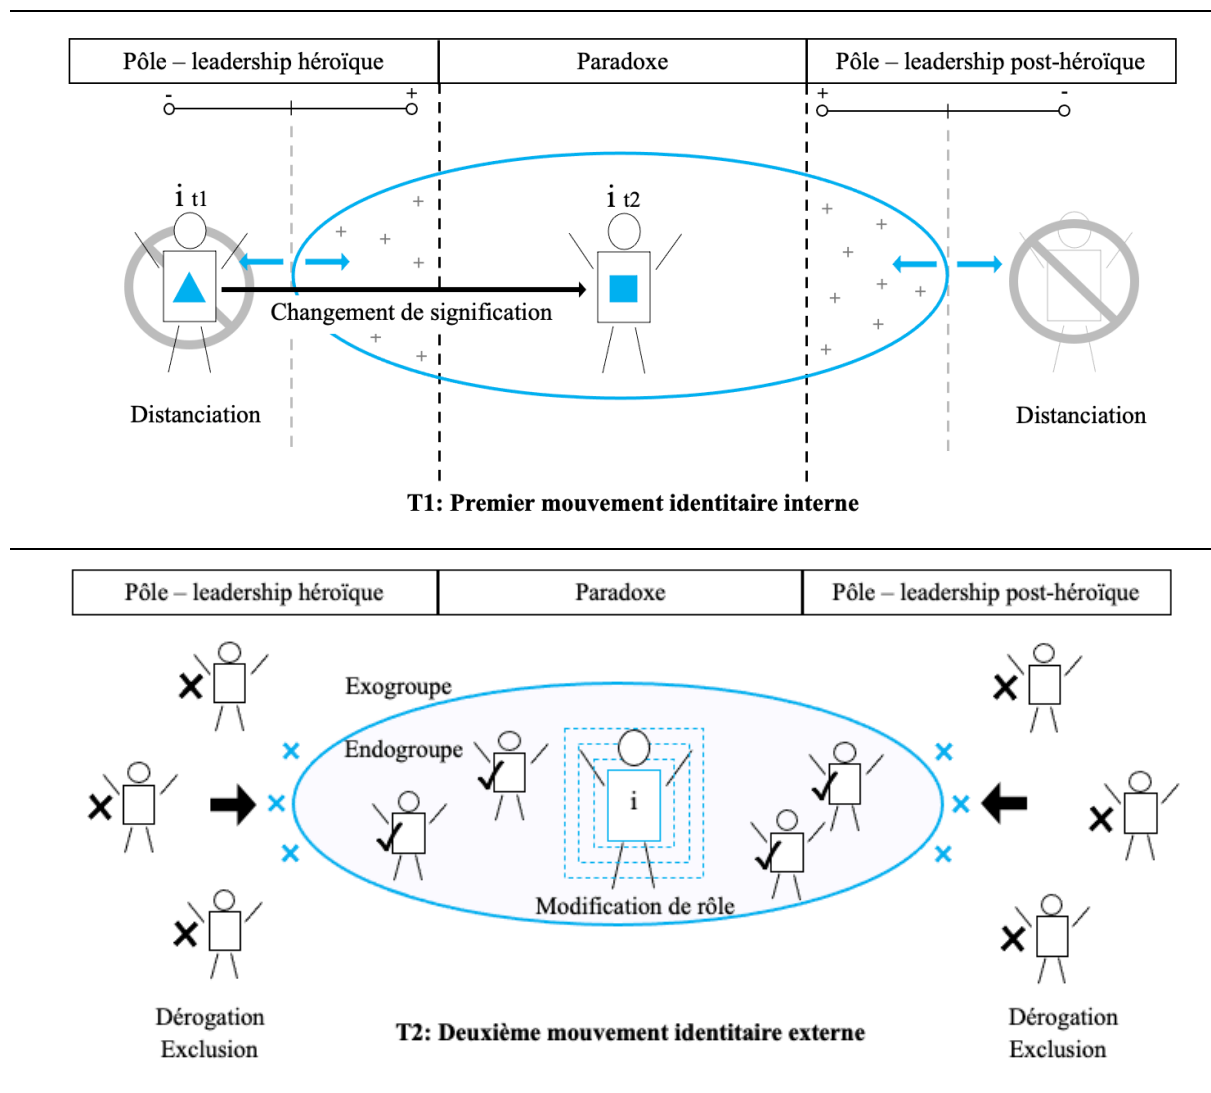 Pôle – leadership héroïque
Paradoxe
Pôle – leadership post-héroïque
- + + -
i t1
i t2
Changement de signification
Distanciation
Distanciation
T1: Premier mouvement identitaire interne
Pôle – leadership héroïque
Paradoxe
Pôle – leadership post-héroïque
Exogroupe
Endogroupe
i
Modification de rôle
Dérogation
Exclusion
T2: Deuxième mouvement identitaire externe
Dérogation
Exclusion